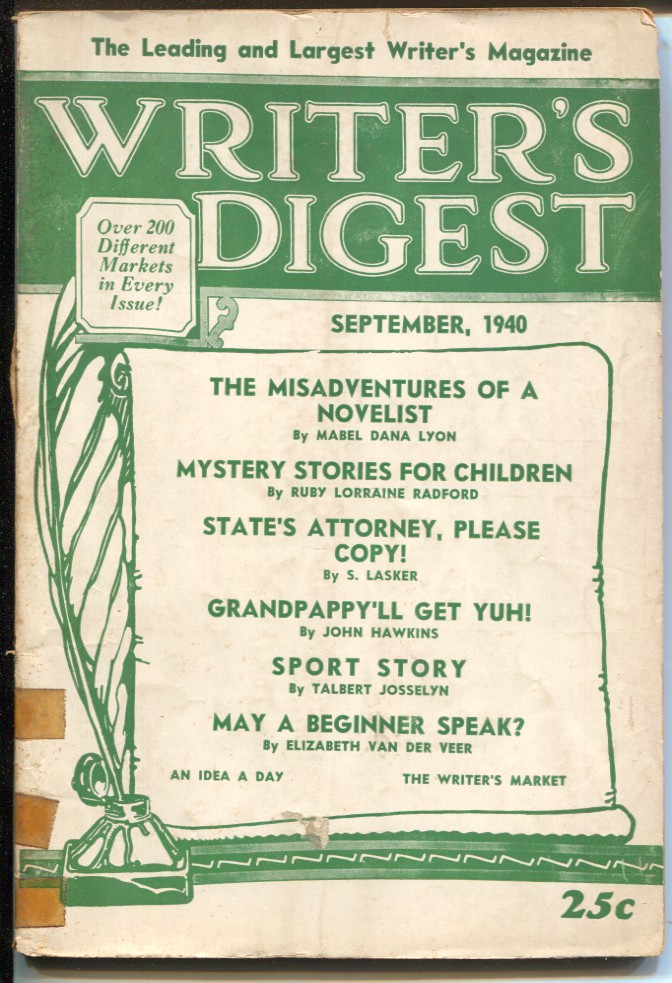 The Leading and Largest Writer's Magazine
WRITER'S
DIGEST
Over 200
Different
Markets
in Every
Issue!
SEPTEMBER, 1940
THE MISADVENTURES OF A
NOVELIST
By MABEL DANA LYON
MYSTERY STORIES FOR CHILDREN
By RUBY LORRAINE RADFORD
STATE'S ATTORNEY, PLEASE
COPY!
By S. LASKER
GRANDPAPPY'LL GET YUH!
By JOHN HAWKINS
SPORT STORY
By TALBERT JOSSELYN
MAY A BEGINNER SPEAK?
By ELIZABETH VAN DER VEER
AN IDEA A DAY THE WRITER'S MARKET
25c